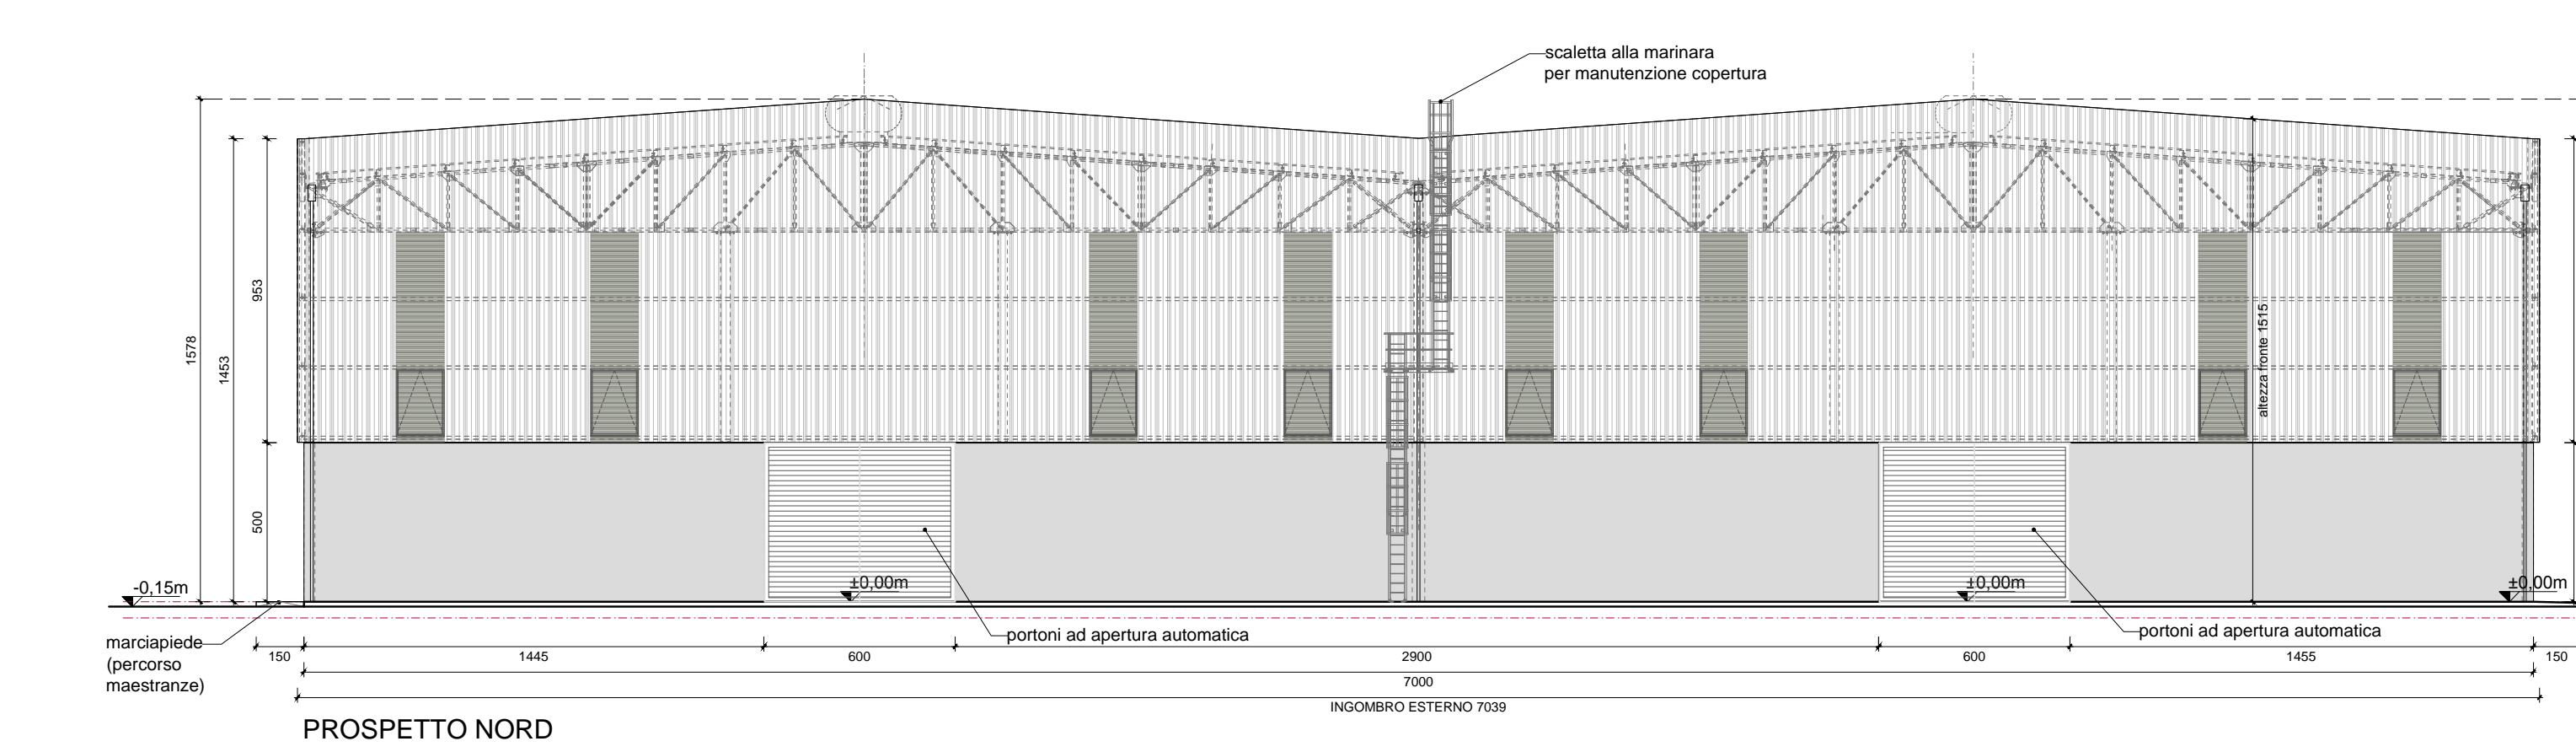 scaletta alla marinara
per manutenzione copertura
1578
1453
953
500
altezza fronte 1515
-0,15m
±0,00m
±0,00m
±0,00m
marciapiede
(percorso
maestranze)
portoni ad apertura automatica
portoni ad apertura automatica
150
1445
600
2900
600
1455
150
7000
INGOMBRO ESTERNO 7039
PROSPETTO NORD